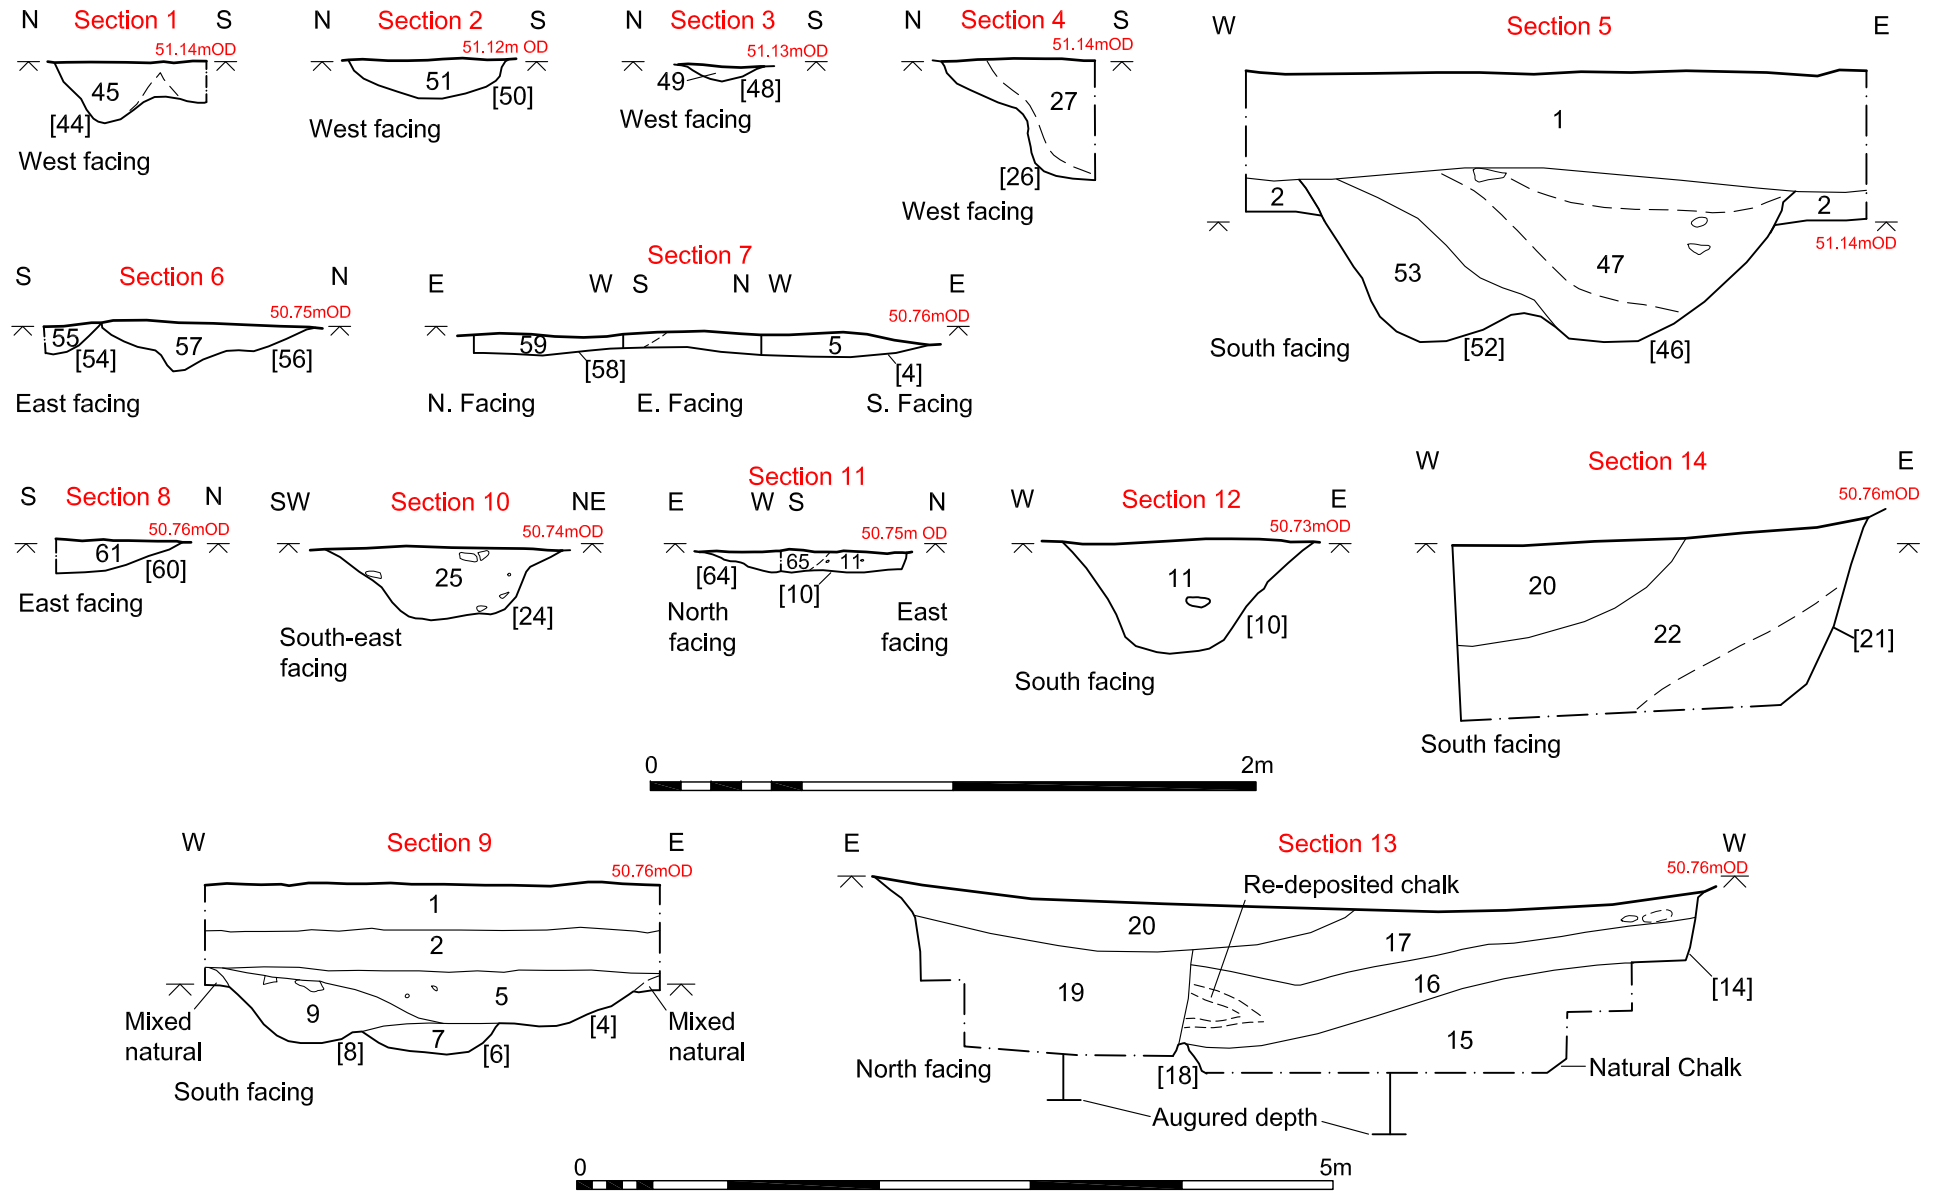 N Section 1 S
51.14mOD
45
[44]
West facing
N Section 2 S
51.12m OD
51
[50]
West facing
N Section 3 S
51.13mOD
49
[48]
West facing
N Section 4 S
51.14mOD
27
[26]
West facing
W Section 5 E
1
2
2
51.14mOD
53
47
[52]
[46]
South facing
S Section 6 N
50.75mOD
55
57
[54]
[56]
East facing
Section 7
E W S N W E
50.76mOD
59
5
[58]
[4]
N. Facing E. Facing S. Facing
S Section 8 N
50.76mOD
61
[60]
East facing
SW Section 10 NE
50.74mOD
25
[24]
South-east
facing
Section 11
E W S N
50.75m OD
65 11
[64]
[10]
North
facing
East
facing
W Section 12 E
50.73mOD
11
[10]
South facing
W Section 14 E
50.76mOD
20
22
[21]
South facing
0 2m
W Section 9 E
50.76mOD
1
2
5
9
7
[8]
[6]
[4]
Mixed
natural
Mixed
natural
South facing
E Section 13 W
50.76mOD
Re-deposited chalk
20
17
16
19
15
[14]
[18]
North facing
Natural Chalk
Augured depth
0 5m